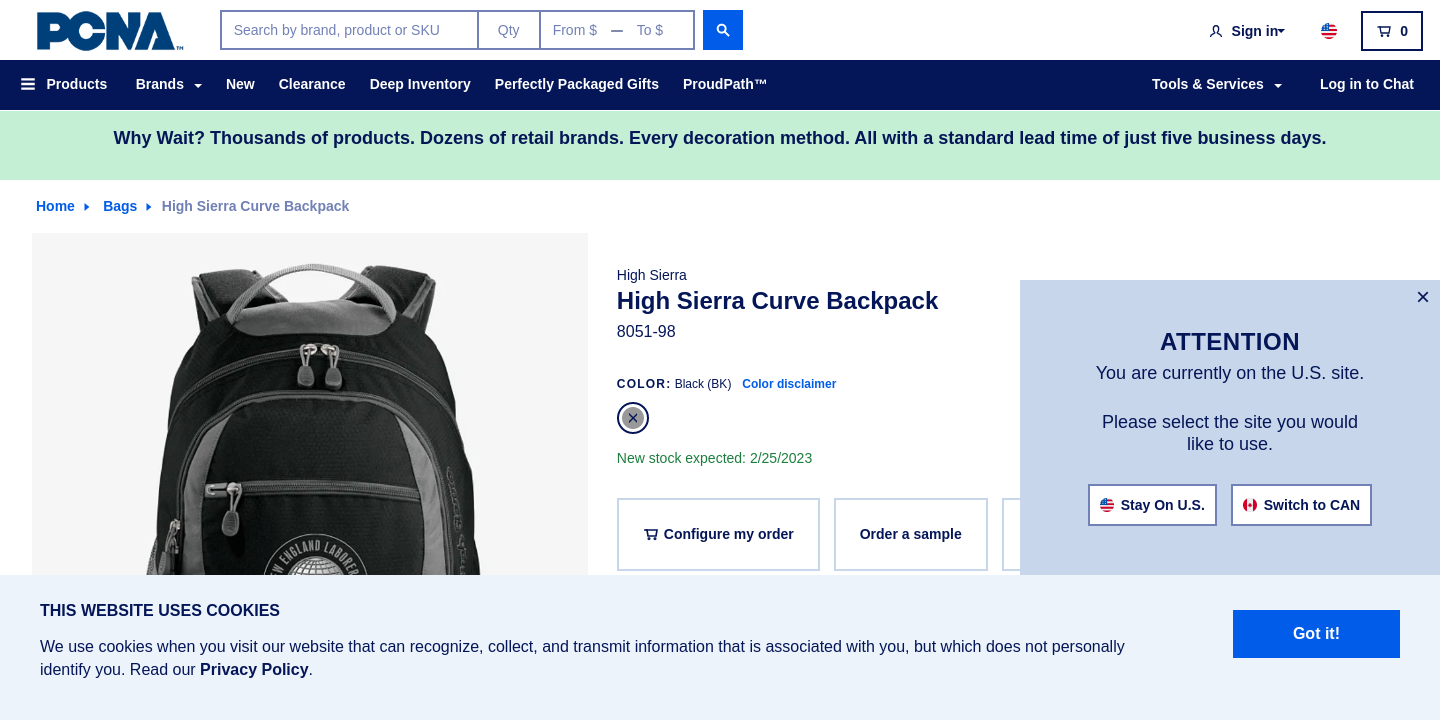 PCNA™
Search by brand, product or SKU
Qty
From $ — To $
Sign in
0
Products
Brands
New
Clearance
Deep Inventory
Perfectly Packaged Gifts
ProudPath™
Tools & Services
Log in to Chat
Why Wait? Thousands of products. Dozens of retail brands. Every decoration method. All with a standard lead time of just five business days.
Home
Bags
High Sierra Curve Backpack
High Sierra
High Sierra Curve Backpack
8051-98
COLOR: Black (BK) Color disclaimer
New stock expected: 2/25/2023
Configure my order
Order a sample
NEW ENGLAND LABORER
×
ATTENTION
You are currently on the U.S. site.
Please select the site you would
like to use.
Stay On U.S.
Switch to CAN
THIS WEBSITE USES COOKIES
We use cookies when you visit our website that can recognize, collect, and transmit information that is associated with you, but which does not personally
identify you. Read our Privacy Policy.
Got it!